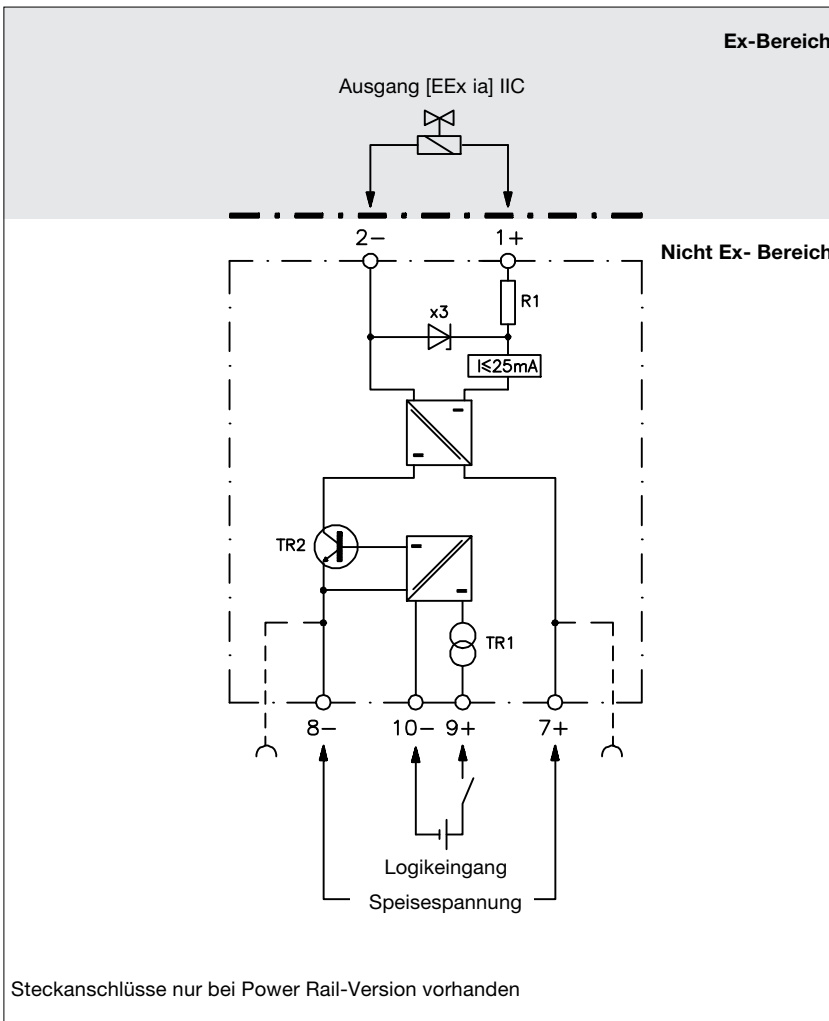 Ex-Bereich
Ausgang [EEx ia] IIC
2– 1+
Nicht Ex- Bereich
R1
x3
I≤25mA
TR2
TR1
8– 10– 9+ 7+
Logikeingang
Speisespannung
Steckanschlüsse nur bei Power Rail-Version vorhanden